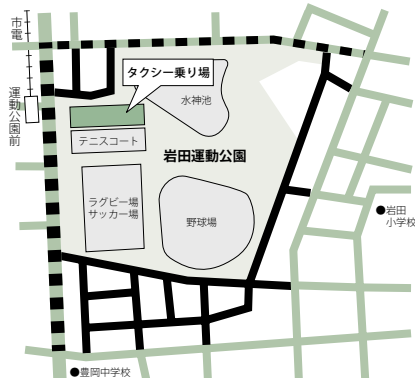 市電
運動公園前
タクシー乗り場
水神池
テニスコート
岩田運動公園
ラグビー場
サッカー場
野球場
岩田
小学校
豊岡中学校